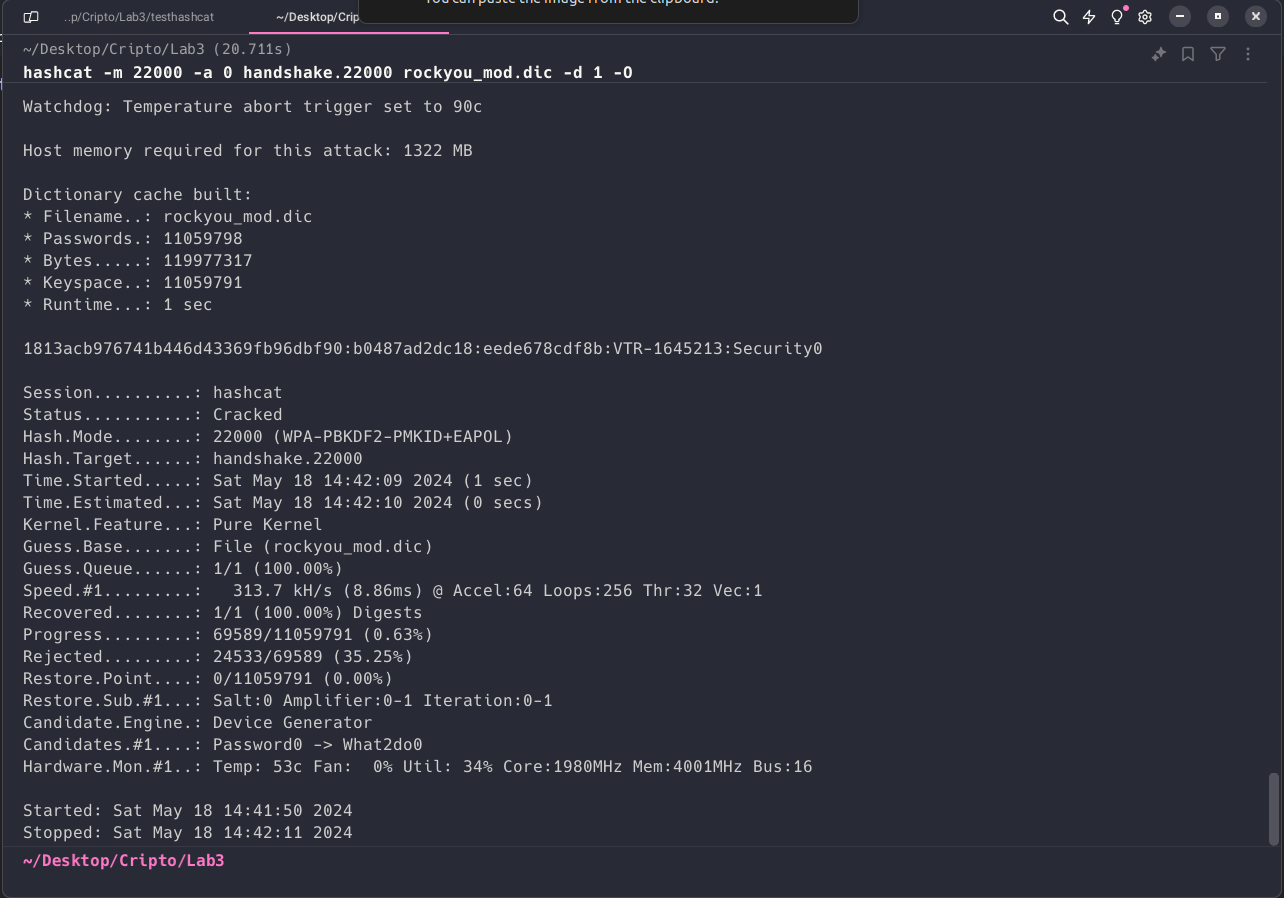 You can paste the image from the clipboard.
..p/Cripto/Lab3/testhashcat
~/Desktop/Crip
~/Desktop/Cripto/Lab3 (20.711s)
hashcat -m 22000 -a 0 handshake.22000 rockyou_mod.dic -d 1 -O
Watchdog: Temperature abort trigger set to 90c
Host memory required for this attack: 1322 MB
Dictionary cache built:
* Filename..: rockyou_mod.dic
* Passwords.: 11059798
* Bytes.....: 119977317
* Keyspace..: 11059791
* Runtime...: 1 sec
1813acb976741b446d43369fb96dbf90:b0487ad2dc18:eede678cdf8b:VTR-1645213:Security0
Session..........: hashcat
Status...........: Cracked
Hash.Mode........: 22000 (WPA-PBKDF2-PMKID+EAPOL)
Hash.Target......: handshake.22000
Time.Started.....: Sat May 18 14:42:09 2024 (1 sec)
Time.Estimated...: Sat May 18 14:42:10 2024 (0 secs)
Kernel.Feature...: Pure Kernel
Guess.Base.......: File (rockyou_mod.dic)
Guess.Queue......: 1/1 (100.00%)
Speed.#1.........:   313.7 kH/s (8.86ms) @ Accel:64 Loops:256 Thr:32 Vec:1
Recovered........: 1/1 (100.00%) Digests
Progress.........: 69589/11059791 (0.63%)
Rejected.........: 24533/69589 (35.25%)
Restore.Point....: 0/11059791 (0.00%)
Restore.Sub.#1...: Salt:0 Amplifier:0-1 Iteration:0-1
Candidate.Engine.: Device Generator
Candidates.#1....: Password0 -> What2do0
Hardware.Mon.#1..: Temp: 53c Fan:  0% Util: 34% Core:1980MHz Mem:4001MHz Bus:16
Started: Sat May 18 14:41:50 2024
Stopped: Sat May 18 14:42:11 2024
~/Desktop/Cripto/Lab3